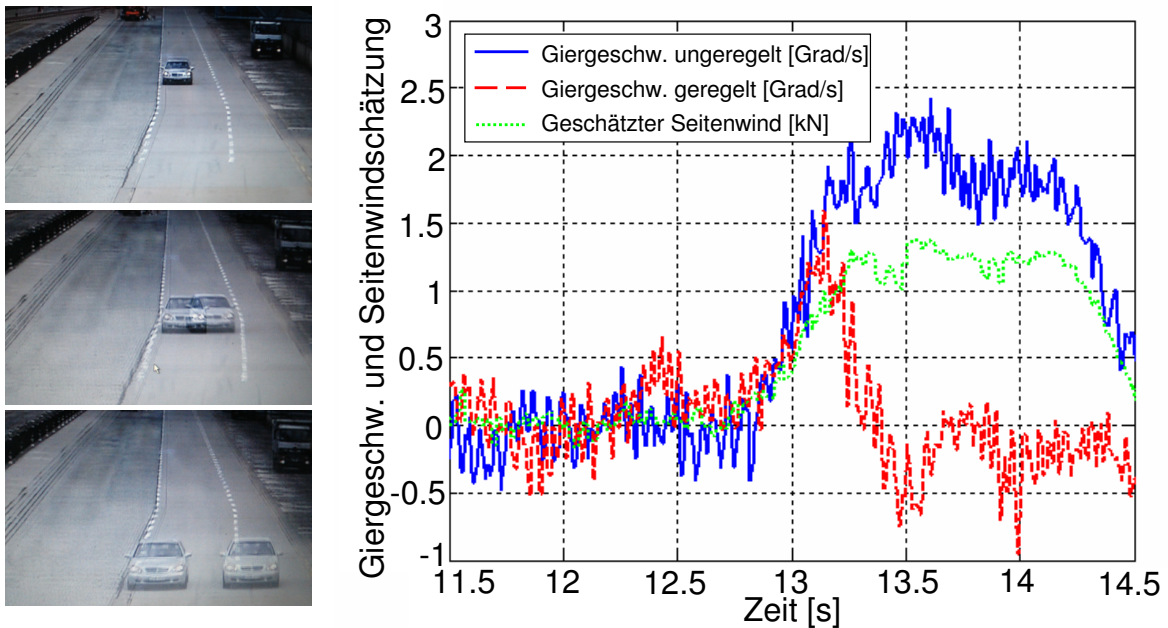 Giergeschw. und Seitenwindschätzung
3
2.5
2
1.5
1
0.5
0
-0.5
-1
Giergeschw. ungeregelt [Grad/s]
Giergeschw. geregelt [Grad/s]
Geschätzter Seitenwind [kN]
11.5 12 12.5 13 13.5 14 14.5
Zeit [s]